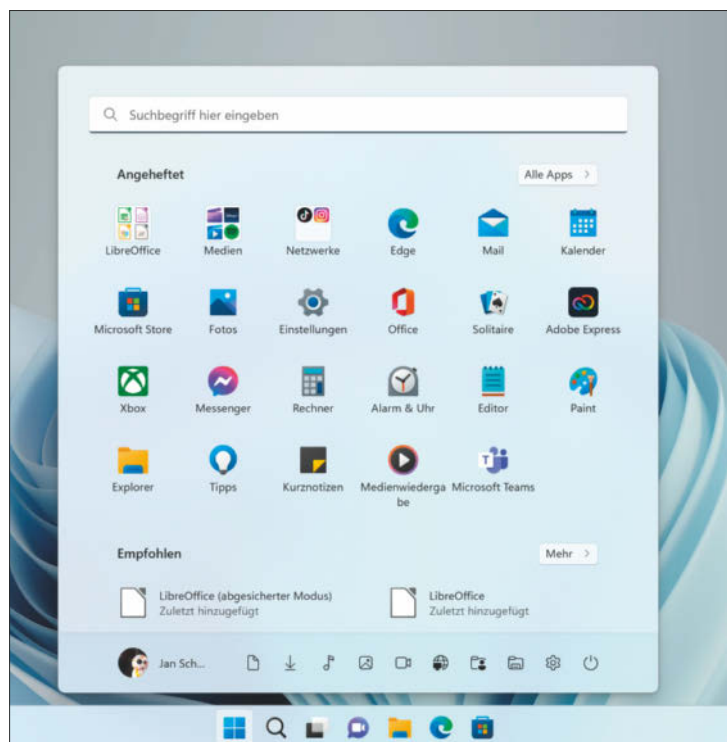 Suchbegriff hier eingeben
Angeheftet
Alle Apps
LibreOffice
Medien
Netzwerke
Edge
Mail
Kalender
Microsoft Store
Fotos
Einstellungen
Office
Solitaire
Adobe Express
Xbox
Messenger
Rechner
Alarm & Uhr
Editor
Paint
Explorer
Tipps
Kurznotizen
Medienwiederga
be
Microsoft Teams
Empfohlen
Mehr
LibreOffice (abgesicherter Modus)
Zuletzt hinzugefügt
LibreOffice
Zuletzt hinzugefügt
Jan Sch...